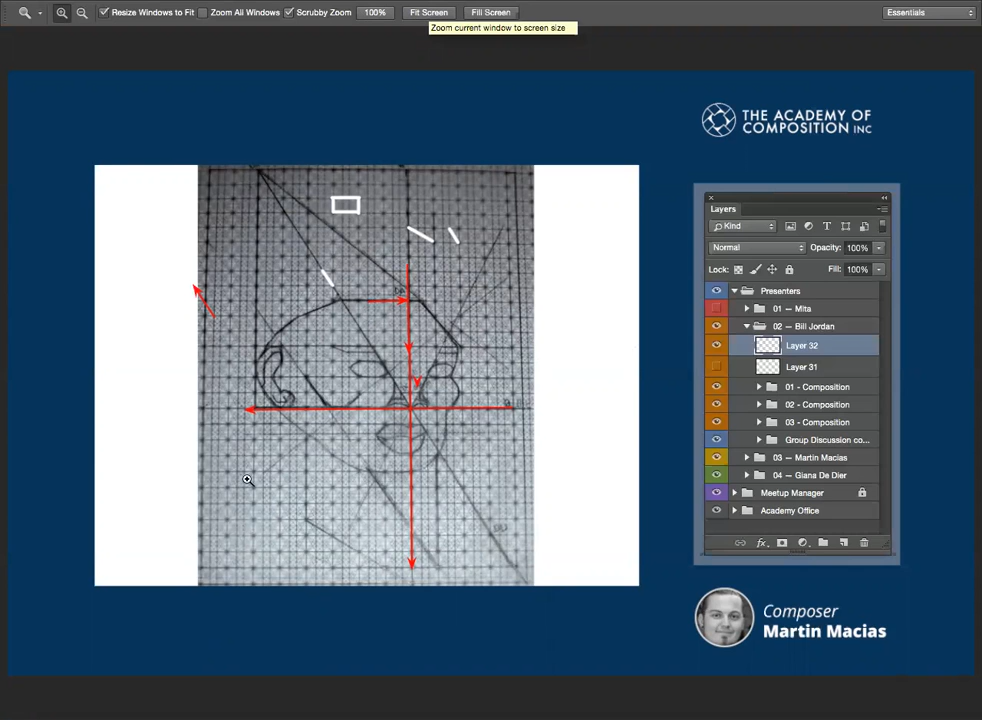 Resize Windows to Fit Zoom All Windows Scrubby Zoom 100% Fit Screen Fill Screen Essentials
Zoom current window to screen size
THE ACADEMY OF
COMPOSITION INC
Layers
Kind
Normal Opacity: 100%
Lock: Fill: 100%
Presenters
01 — Mita
02 — Bill Jordan
Layer 32
Layer 31
01 - Composition
02 - Composition
03 - Composition
Group Discussion co...
03 — Martin Macias
04 — Giana De Dier
Meetup Manager
Academy Office
fx
Composer
Martin Macias